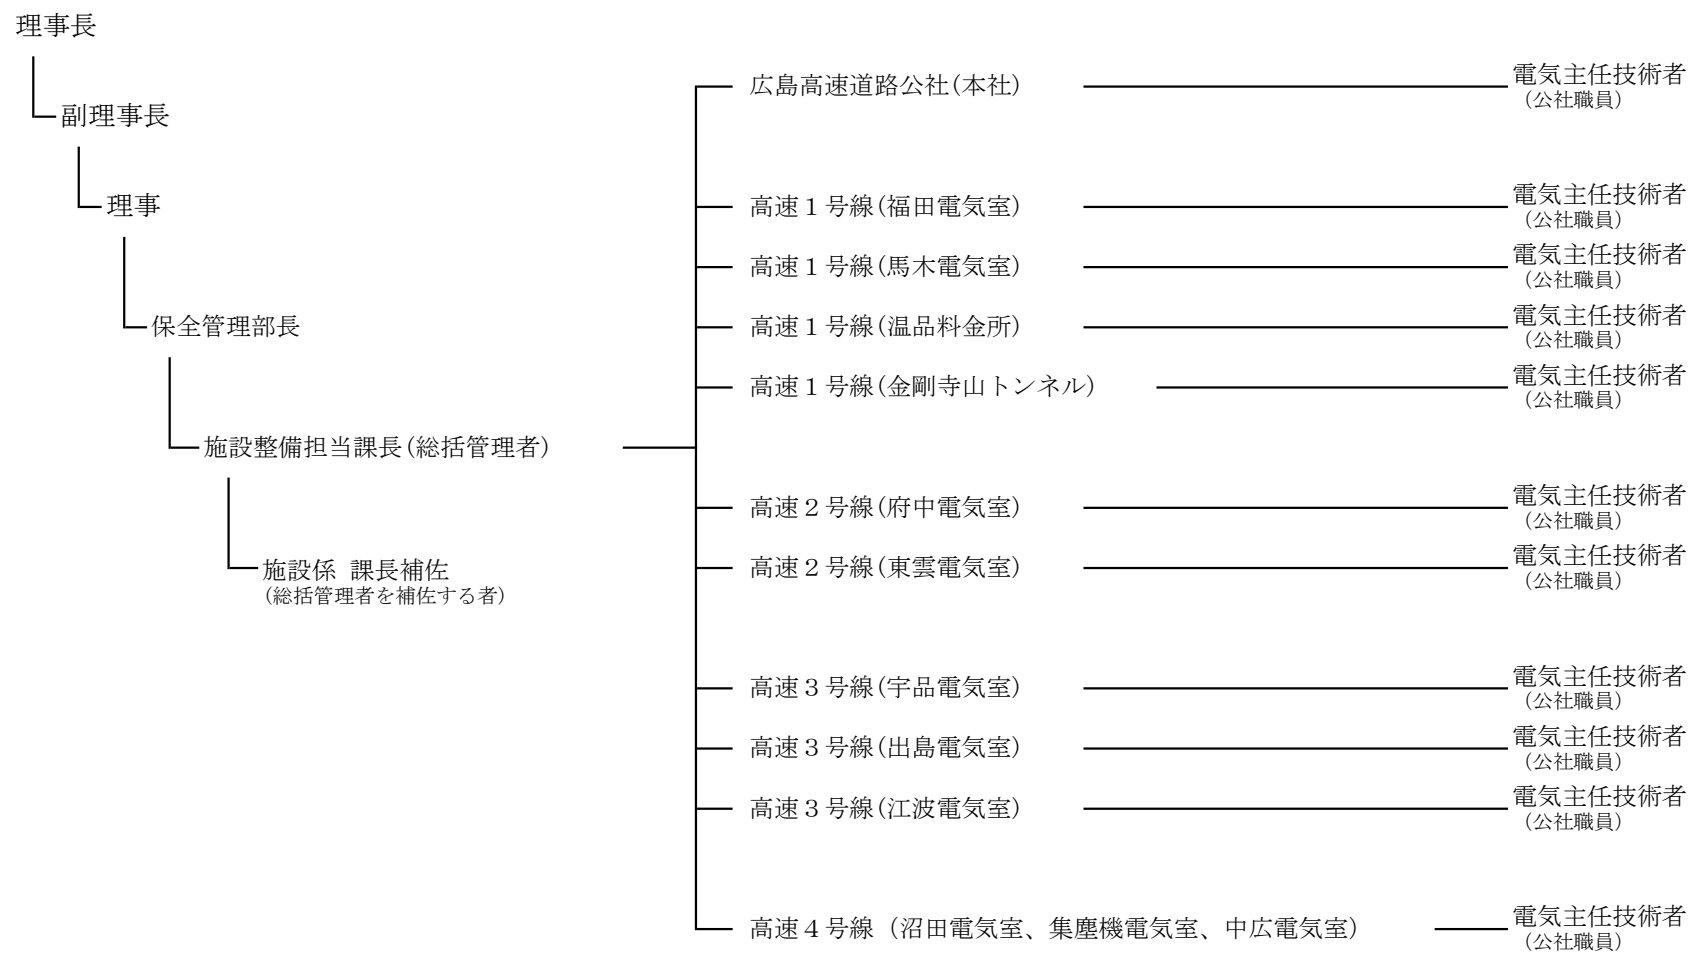 理事長
副理事長
理事
保全管理部長
施設整備担当課長(総括管理者)
施設係 課長補佐
(総括管理者を補佐する者)
広島高速道路公社(本社)
電気主任技術者
(公社職員)
高速１号線(福田電気室)
電気主任技術者
(公社職員)
高速１号線(馬木電気室)
電気主任技術者
(公社職員)
高速１号線(温品料金所)
電気主任技術者
(公社職員)
高速１号線(金剛寺山トンネル)
電気主任技術者
(公社職員)
高速２号線(府中電気室)
電気主任技術者
(公社職員)
高速２号線(東雲電気室)
電気主任技術者
(公社職員)
高速３号線(宇品電気室)
電気主任技術者
(公社職員)
高速３号線(出島電気室)
電気主任技術者
(公社職員)
高速３号線(江波電気室)
電気主任技術者
(公社職員)
高速４号線（沼田電気室、集塵機電気室、中広電気室）
電気主任技術者
(公社職員)